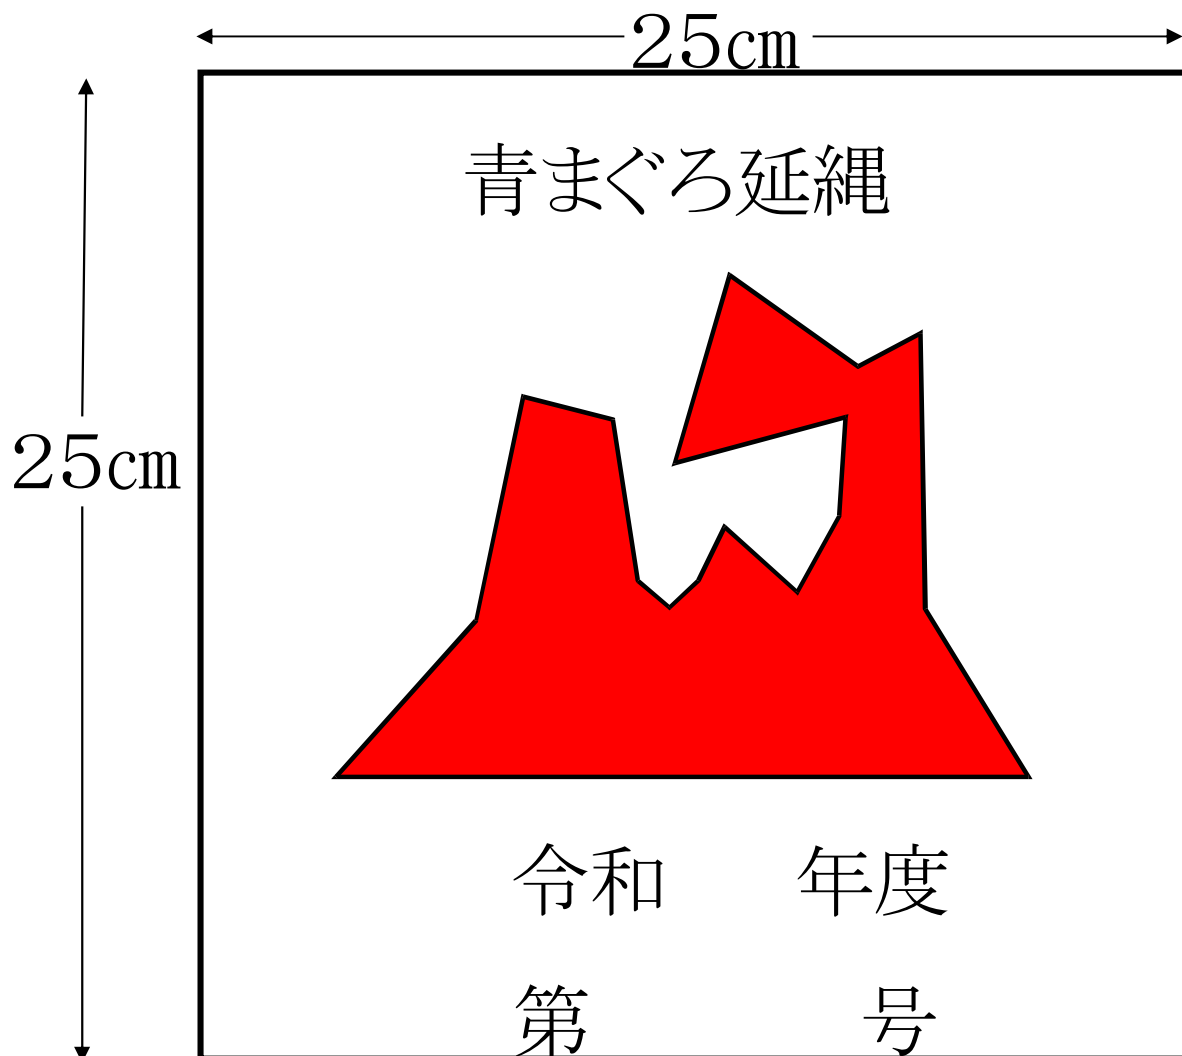 25cm
青まぐろ延縄
25cm
令和　　年度
第　　　　号